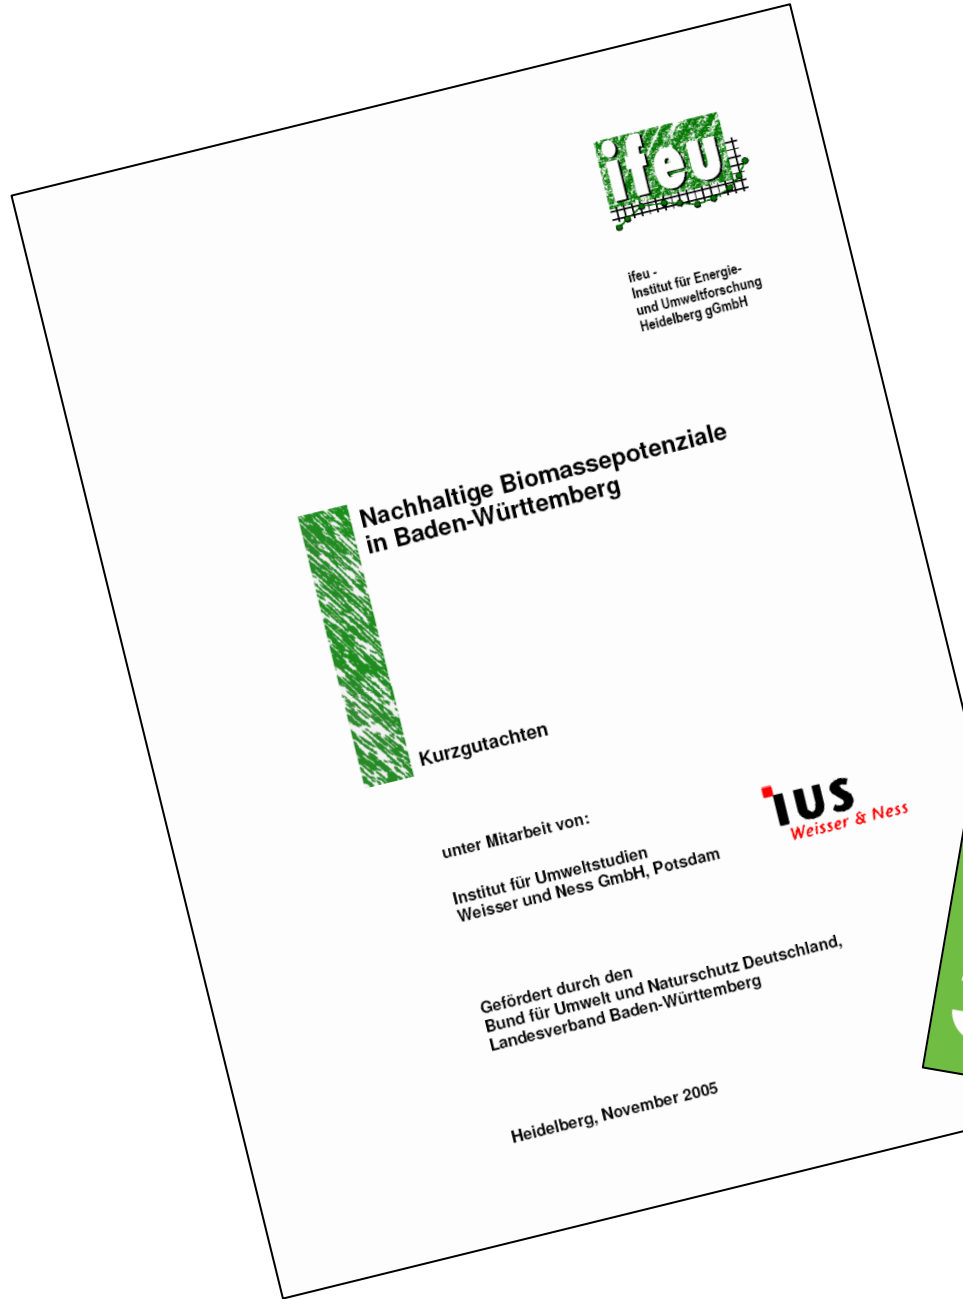 ifeu
ifeu -
Institut für Energie-
und Umweltforschung
Heidelberg gGmbH
Nachhaltige Biomassepotenziale
in Baden-Württemberg
Kurzgutachten
ius
Weisser & Ness
unter Mitarbeit von:
Institut für Umweltstudien
Weisser und Ness GmbH, Potsdam
Gefördert durch den
Bund für Umwelt und Naturschutz Deutschland,
Landesverband Baden-Württemberg
Heidelberg, November 2005